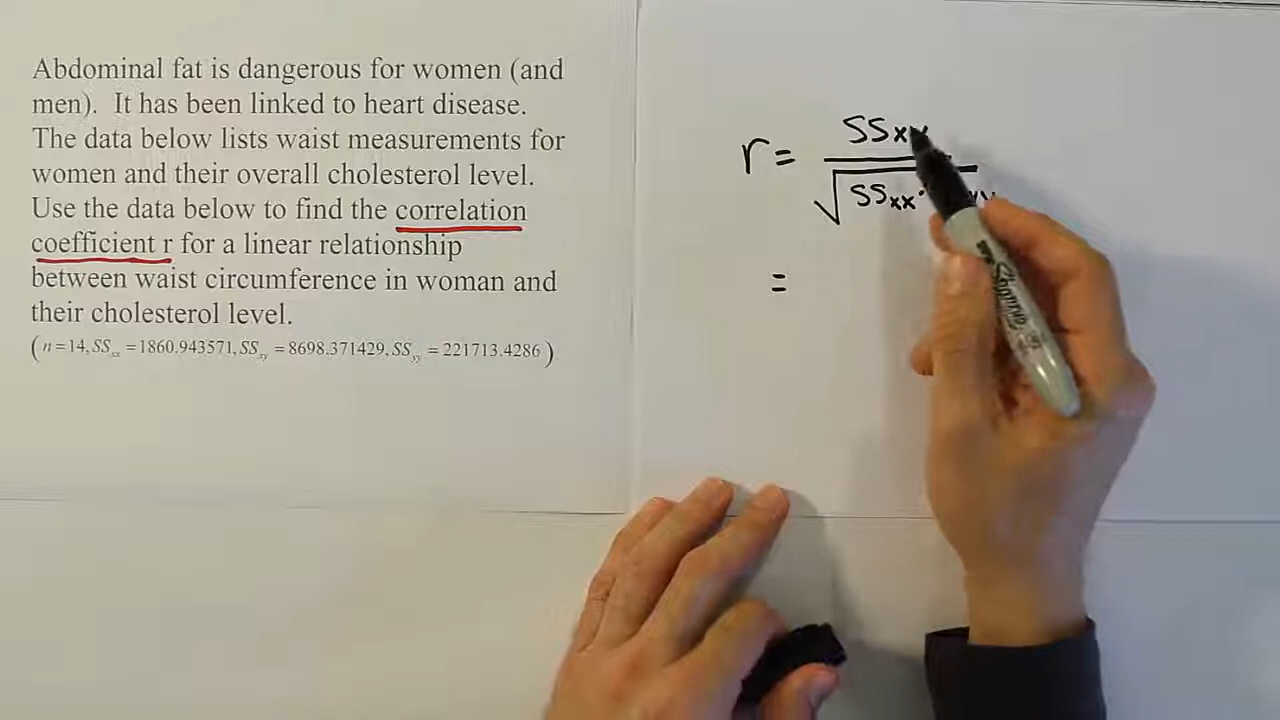 Abdominal fat is dangerous for women (and
men). It has been linked to heart disease.
The data below lists waist measurements for
women and their overall cholesterol level.
Use the data below to find the correlation
coefficient r for a linear relationship
between waist circumference in woman and
their cholesterol level.
(n=14, SSxx =1860.943571, SSxy =8698.371429, SSyy =221713.4286)
r = SSxy
√SSxx·
=
Sharpie